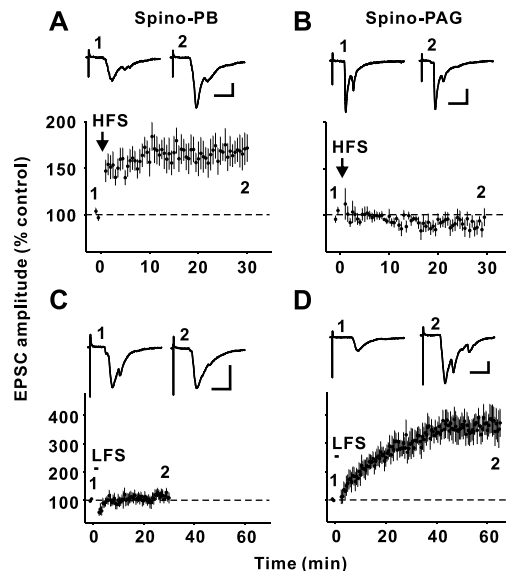 A Spino-PB B Spino-PAG
1 2 1 2
200
HFS HFS
150
1 2 1 2
100
0 10 20 30 0 10 20 30
EPSC amplitude (% control)
C D
1 2 1 2
400
300
LFS LFS
200
1 2 1 2
100
0 20 40 60 0 20 40 60
Time (min)